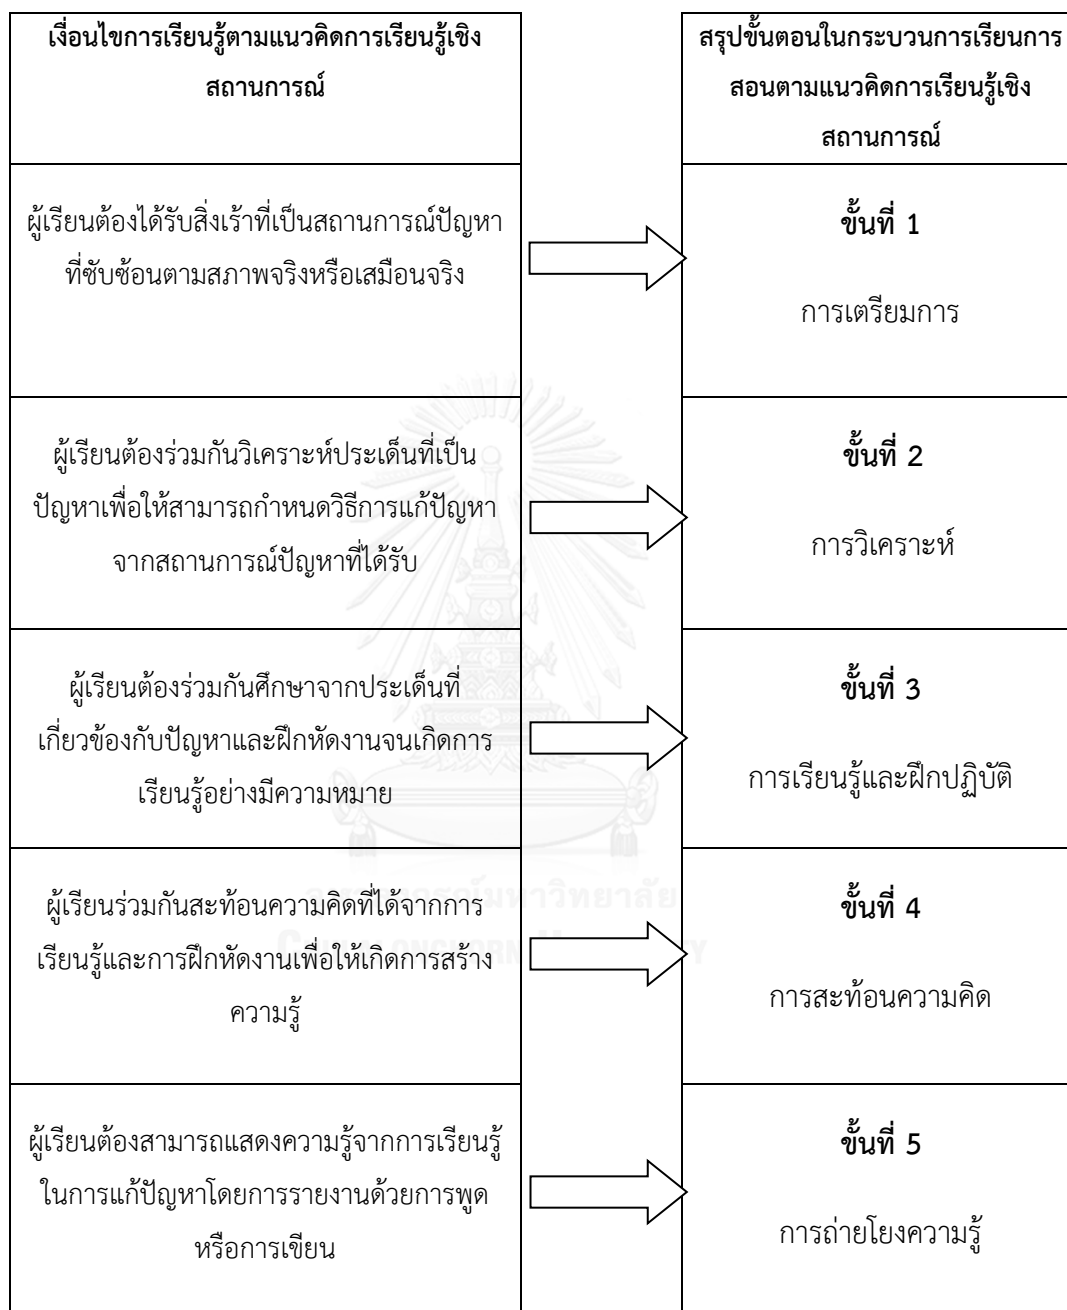 เงื่อนไขการเรียนรู้ตามแนวคิดการเรียนรู้เชิง
สถานการณ์
สรุปขั้นตอนในกระบวนการเรียนการ
สอนตามแนวคิดการเรียนรู้เชิง
สถานการณ์
ผู้เรียนต้องได้รับสิ่งเร้าที่เป็นสถานการณ์ปัญหา
ที่ซับซ้อนตามสภาพจริงหรือเสมือนจริง
ขั้นที่ 1
การเตรียมการ
ผู้เรียนต้องร่วมกันวิเคราะห์ประเด็นที่เป็น
ปัญหาเพื่อให้สามารถกำหนดวิธีการแก้ปัญหา
จากสถานการณ์ปัญหาที่ได้รับ
ขั้นที่ 2
การวิเคราะห์
ผู้เรียนต้องร่วมกันศึกษาจากประเด็นที่
เกี่ยวข้องกับปัญหาและฝึกหัดงานจนเกิดการ
เรียนรู้อย่างมีความหมาย
ขั้นที่ 3
การเรียนรู้และฝึกปฏิบัติ
ผู้เรียนร่วมกันสะท้อนความคิดที่ได้จากการ
เรียนรู้และการฝึกหัดงานเพื่อให้เกิดการสร้าง
ความรู้
ขั้นที่ 4
การสะท้อนความคิด
ผู้เรียนต้องสามารถแสดงความรู้จากการเรียนรู้
ในการแก้ปัญหาโดยการรายงานด้วยการพูด
หรือการเขียน
ขั้นที่ 5
การถ่ายโยงความรู้